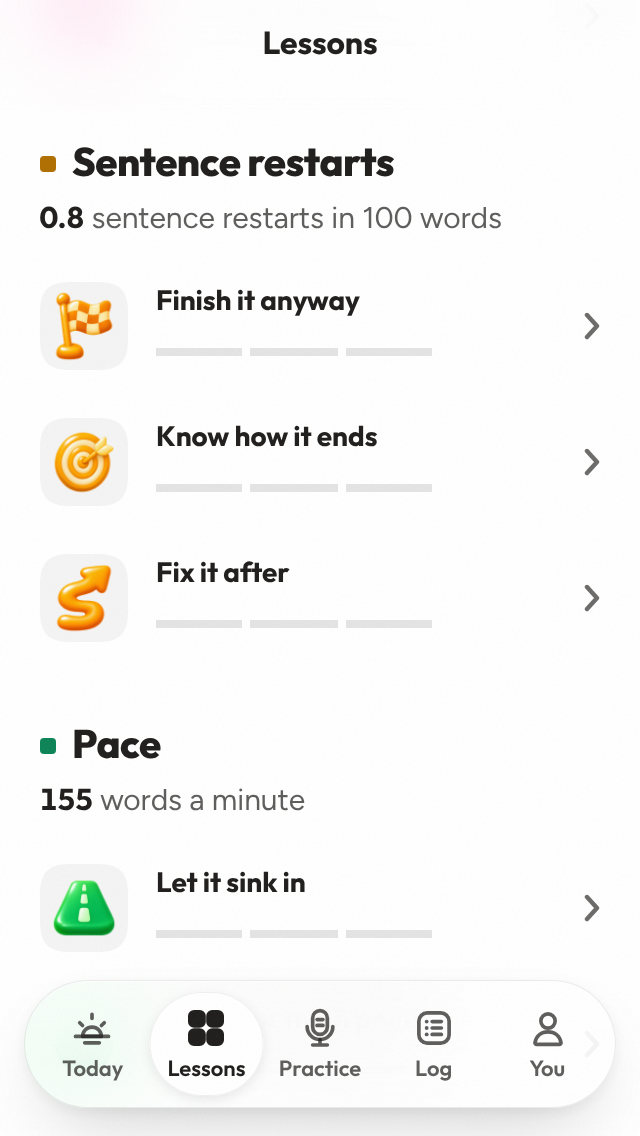 Lessons
Sentence restarts
0.8 sentence restarts in 100 words
Finish it anyway
Know how it ends
Fix it after
Pace
155 words a minute
Let it sink in
Today
Lessons
Practice
Log
You